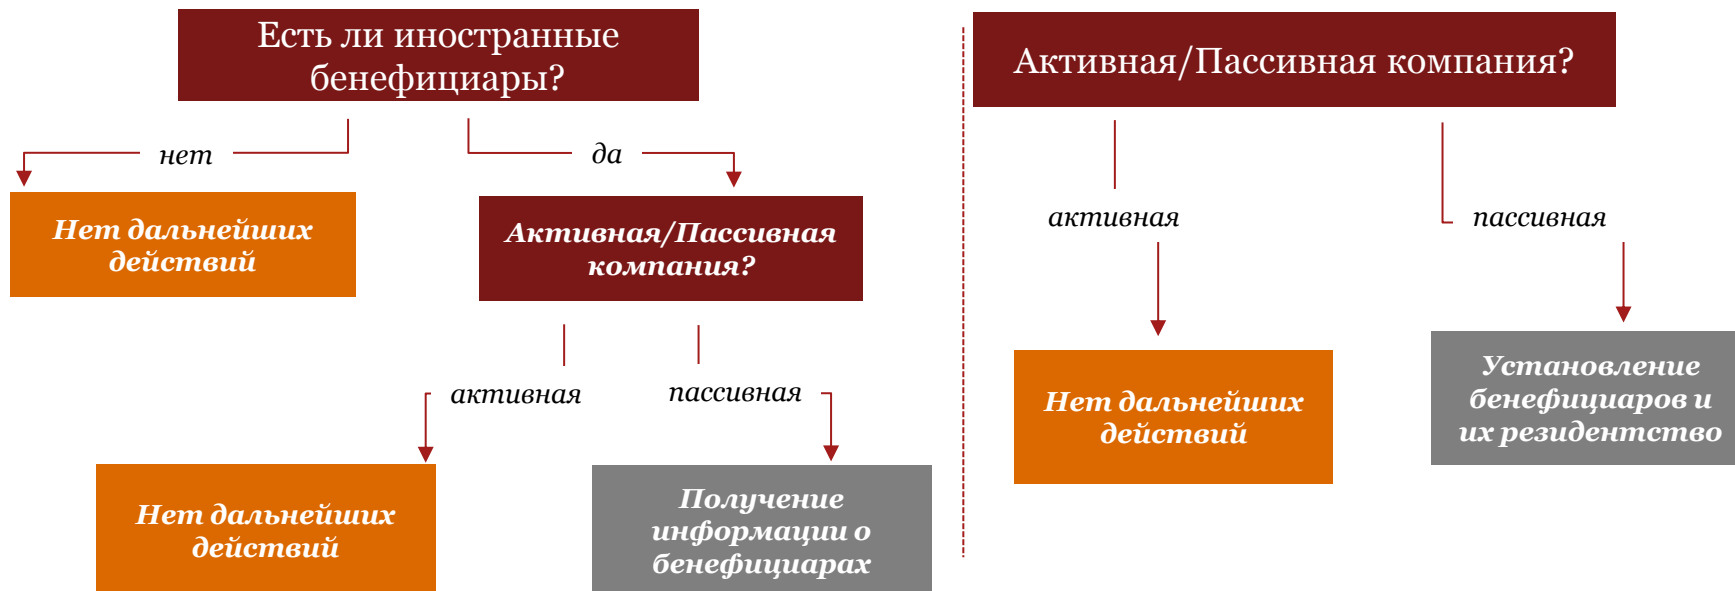 Есть ли иностранные
бенефициары?
нет
да
Нет дальнейших
действий
Активная/Пассивная
компания?
активная
пассивная
Нет дальнейших
действий
Получение
информации о
бенефициарах
Активная/Пассивная компания?
активная
пассивная
Нет дальнейших
действий
Установление
бенефициаров и
их резидентство